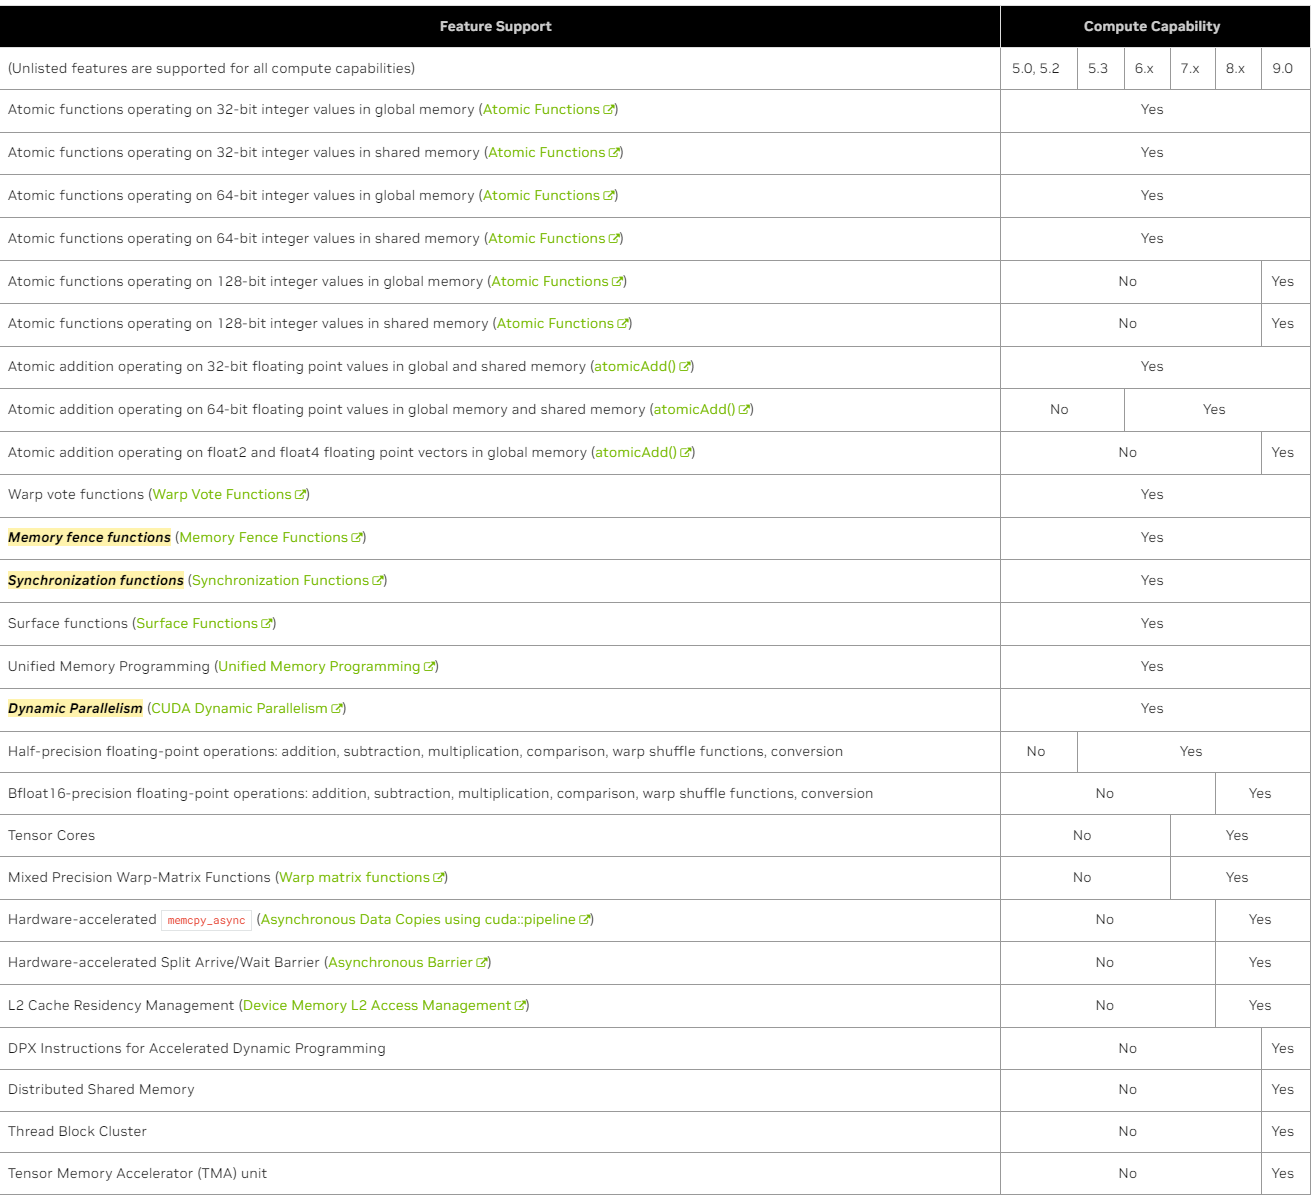 Feature Support Compute Capability
(Unlisted features are supported for all compute capabilities) 5.0, 5.2 5.3 6.x 7.x 8.x 9.0
Atomic functions operating on 32-bit integer values in global memory (Atomic Functions) Yes
Atomic functions operating on 32-bit integer values in shared memory (Atomic Functions) Yes
Atomic functions operating on 64-bit integer values in global memory (Atomic Functions) Yes
Atomic functions operating on 64-bit integer values in shared memory (Atomic Functions) Yes
Atomic functions operating on 128-bit integer values in global memory (Atomic Functions) No Yes
Atomic functions operating on 128-bit integer values in shared memory (Atomic Functions) No Yes
Atomic addition operating on 32-bit floating point values in global and shared memory (atomicAdd()) Yes
Atomic addition operating on 64-bit floating point values in global memory and shared memory (atomicAdd()) No Yes
Atomic addition operating on float2 and float4 floating point vectors in global memory (atomicAdd()) No Yes
Warp vote functions (Warp Vote Functions) Yes
Memory fence functions (Memory Fence Functions) Yes
Synchronization functions (Synchronization Functions) Yes
Surface functions (Surface Functions) Yes
Unified Memory Programming (Unified Memory Programming) Yes
Dynamic Parallelism (CUDA Dynamic Parallelism) Yes
Half-precision floating-point operations: addition, subtraction, multiplication, comparison, warp shuffle functions, conversion No Yes
Bfloat16-precision floating-point operations: addition, subtraction, multiplication, comparison, warp shuffle functions, conversion No Yes
Tensor Cores No Yes
Mixed Precision Warp-Matrix Functions (Warp matrix functions) No Yes
Hardware-accelerated memcpy_async (Asynchronous Data Copies using cuda::pipeline) No Yes
Hardware-accelerated Split Arrive/Wait Barrier (Asynchronous Barrier) No Yes
L2 Cache Residency Management (Device Memory L2 Access Management) No Yes
DPX Instructions for Accelerated Dynamic Programming No Yes
Distributed Shared Memory No Yes
Thread Block Cluster No Yes
Tensor Memory Accelerator (TMA) unit No Yes